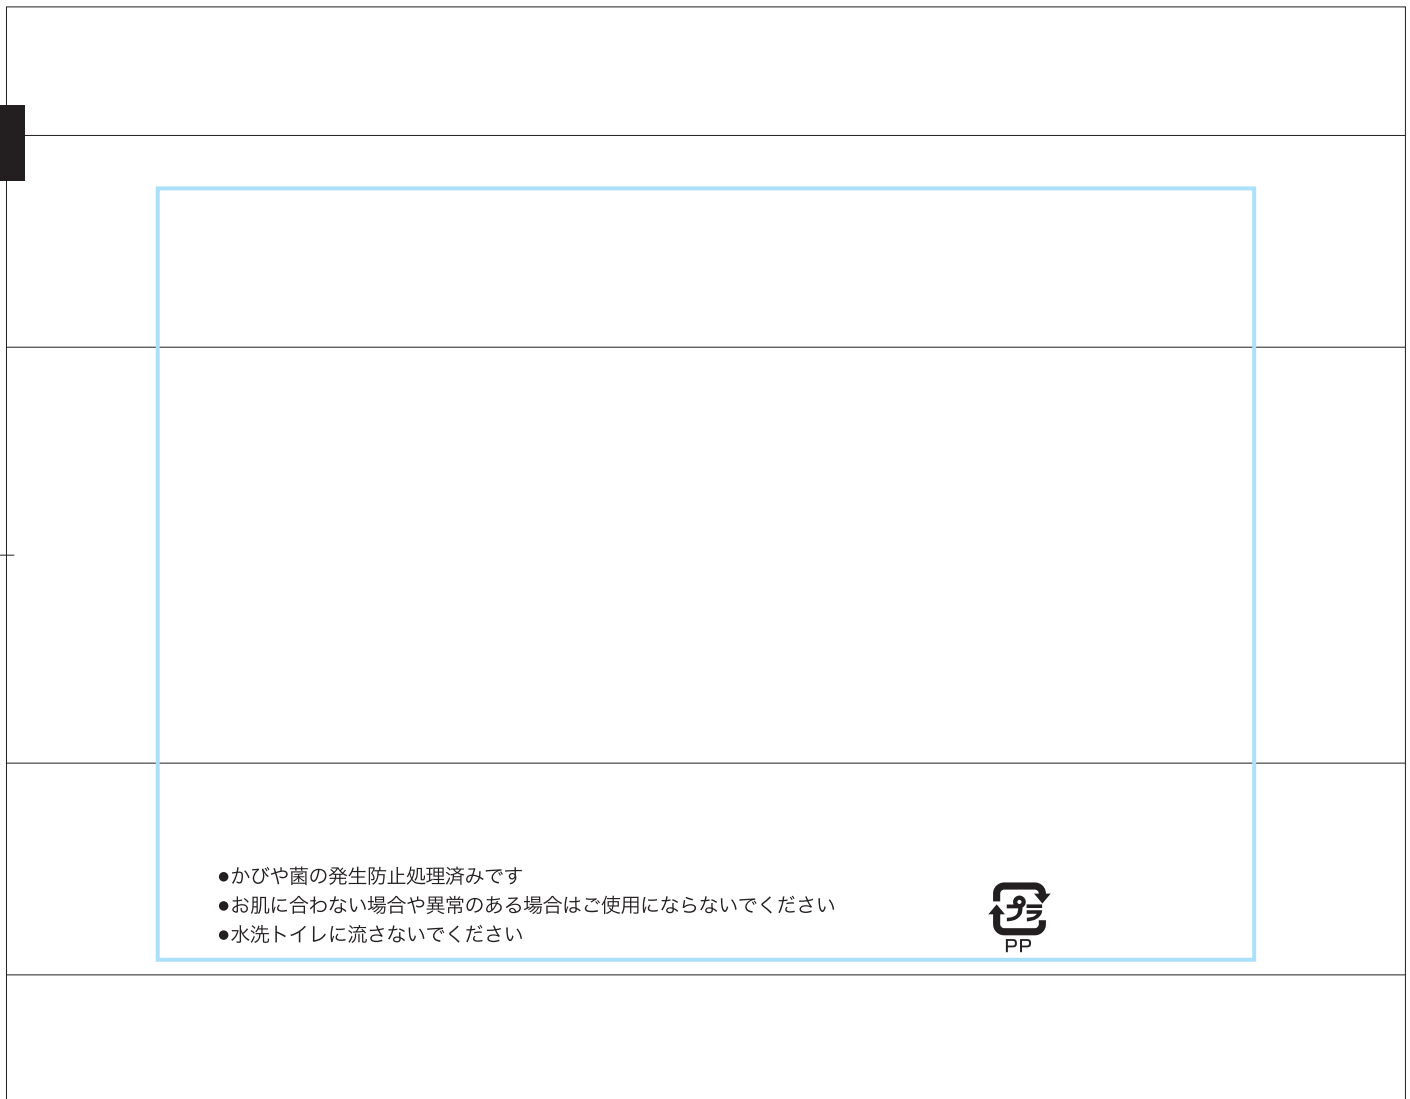 ●かびや菌の発生防止処理済みです
●お肌に合わない場合や異常のある場合はご使用にならないでください
●水洗トイレに流さないでください
プラ
PP